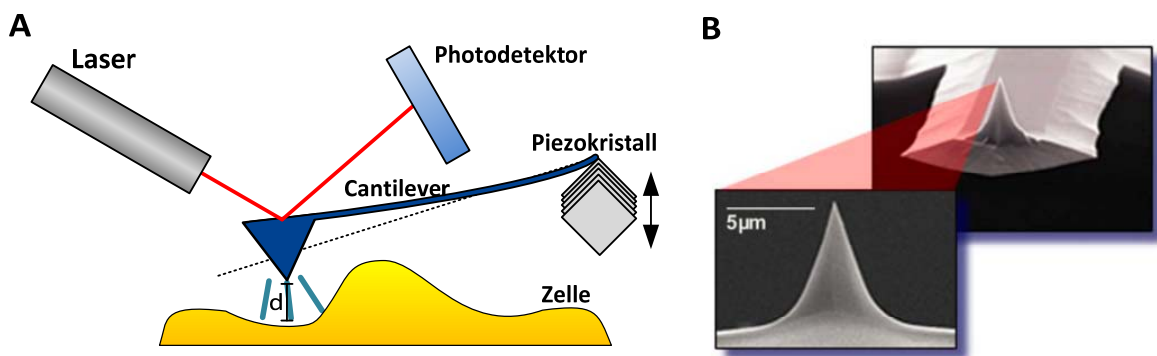 A
Laser
Photodetektor
Piezokristall
Cantilever
d
Zelle
B
5µm